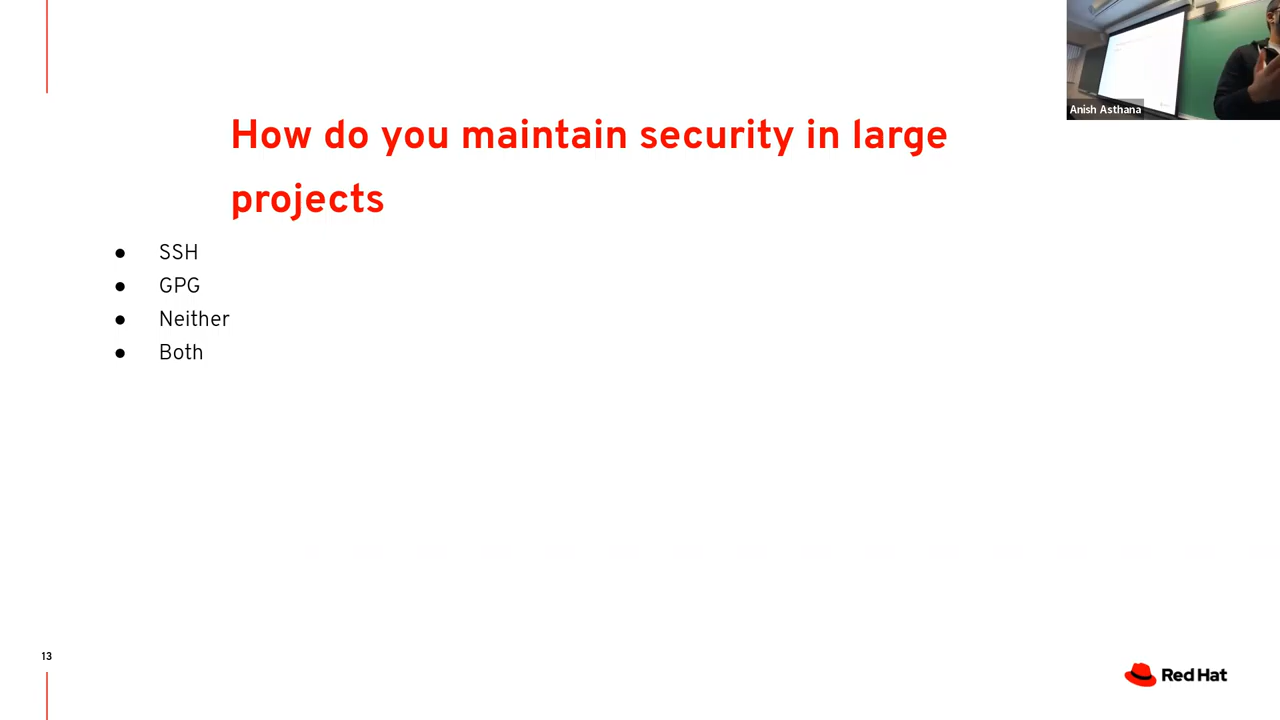 Anish Asthana
How do you maintain security in large
projects
● SSH
● GPG
● Neither
● Both
13
Red Hat